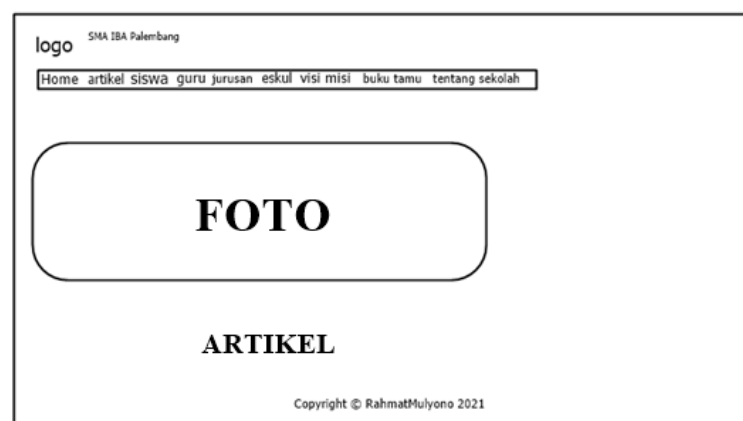 logo SMA IBA Palembang
Home artikel siswa guru jurusan eskul visi misi buku tamu tentang sekolah
FOTO
ARTIKEL
Copyright © RahmatMulyono 2021